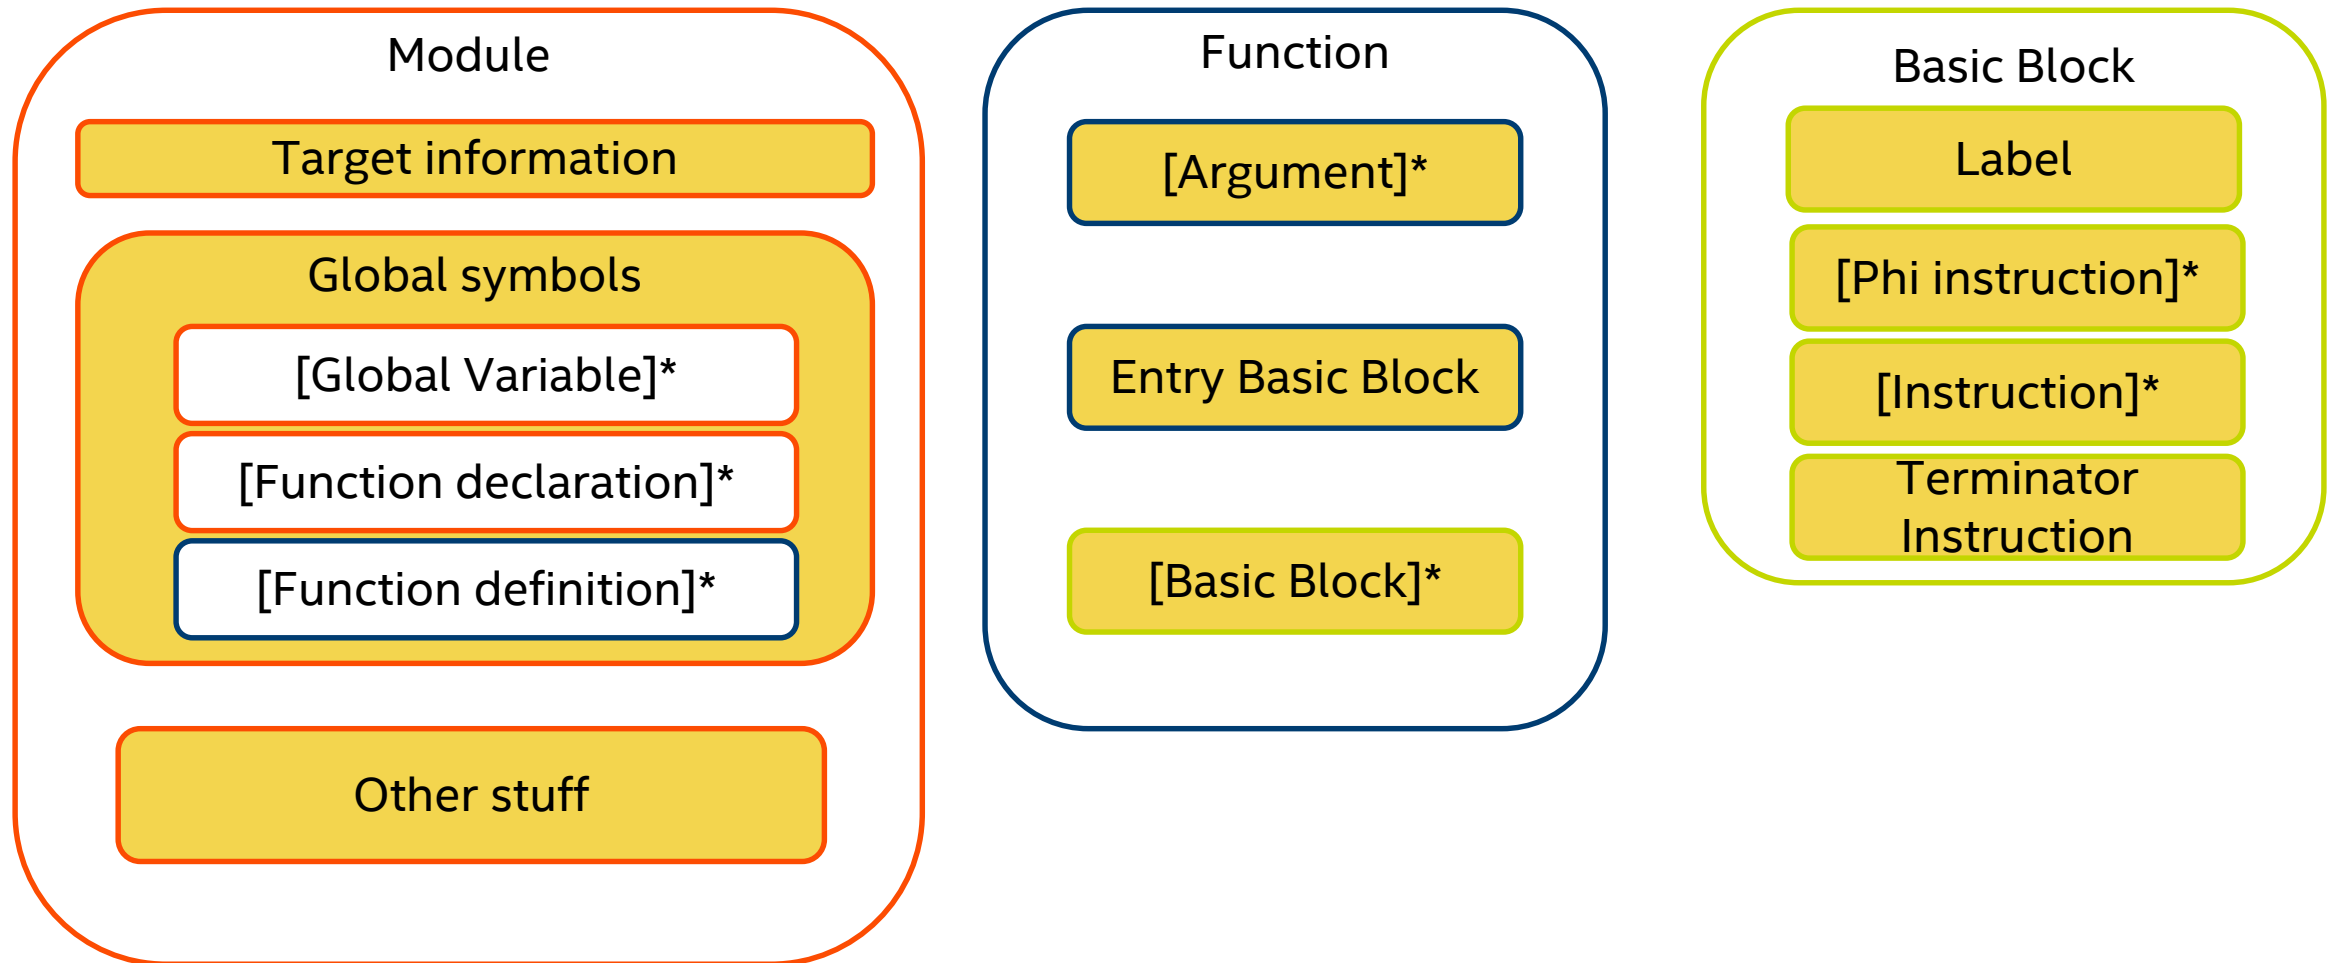 Module
Target information
Global symbols
[Global Variable]*
[Function declaration]*
[Function definition]*
Other stuff
Function
[Argument]*
Entry Basic Block
[Basic Block]*
Basic Block
Label
[Phi instruction]*
[Instruction]*
Terminator
Instruction